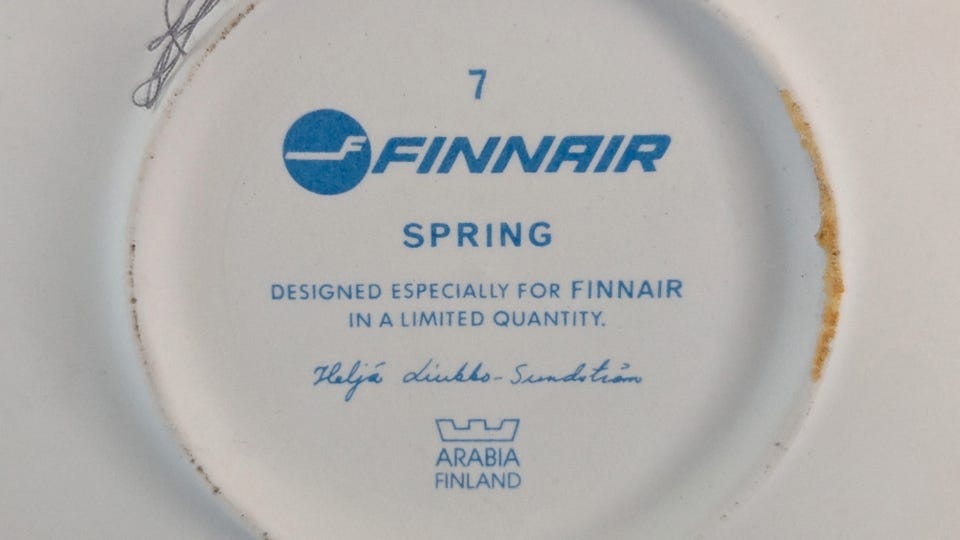 7
FINNAIR
SPRING
DESIGNED ESPECIALLY FOR FINNAIR
IN A LIMITED QUANTITY.
Heljä Liukko-Sundström
ARABIA
FINLAND